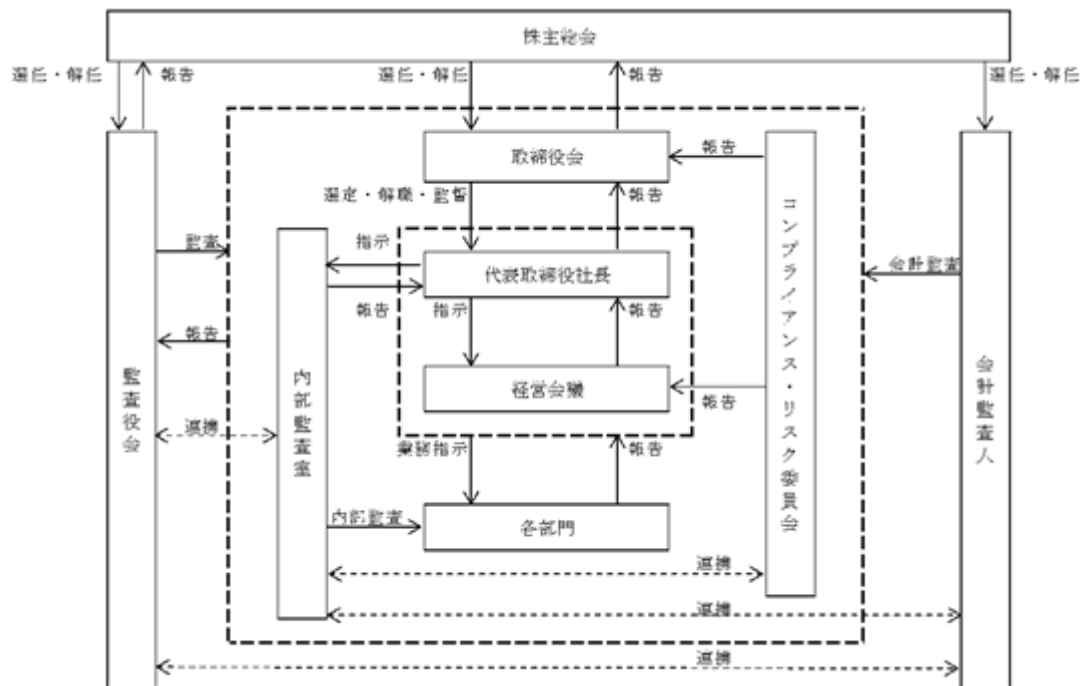 株主総会
選任・解任
報告
選任・解任
報告
選任・解任
取締役会
報告
選定・解職・監督
報告
監査
指示
代表取締役社長
会計監査
報告
指示
報告
報告
経営会議
報告
監査役会
連携
内部監査室
コンプライアンス・リスク委員会
会計監査人
業務指示
報告
内部監査
各部門
連携
連携
連携